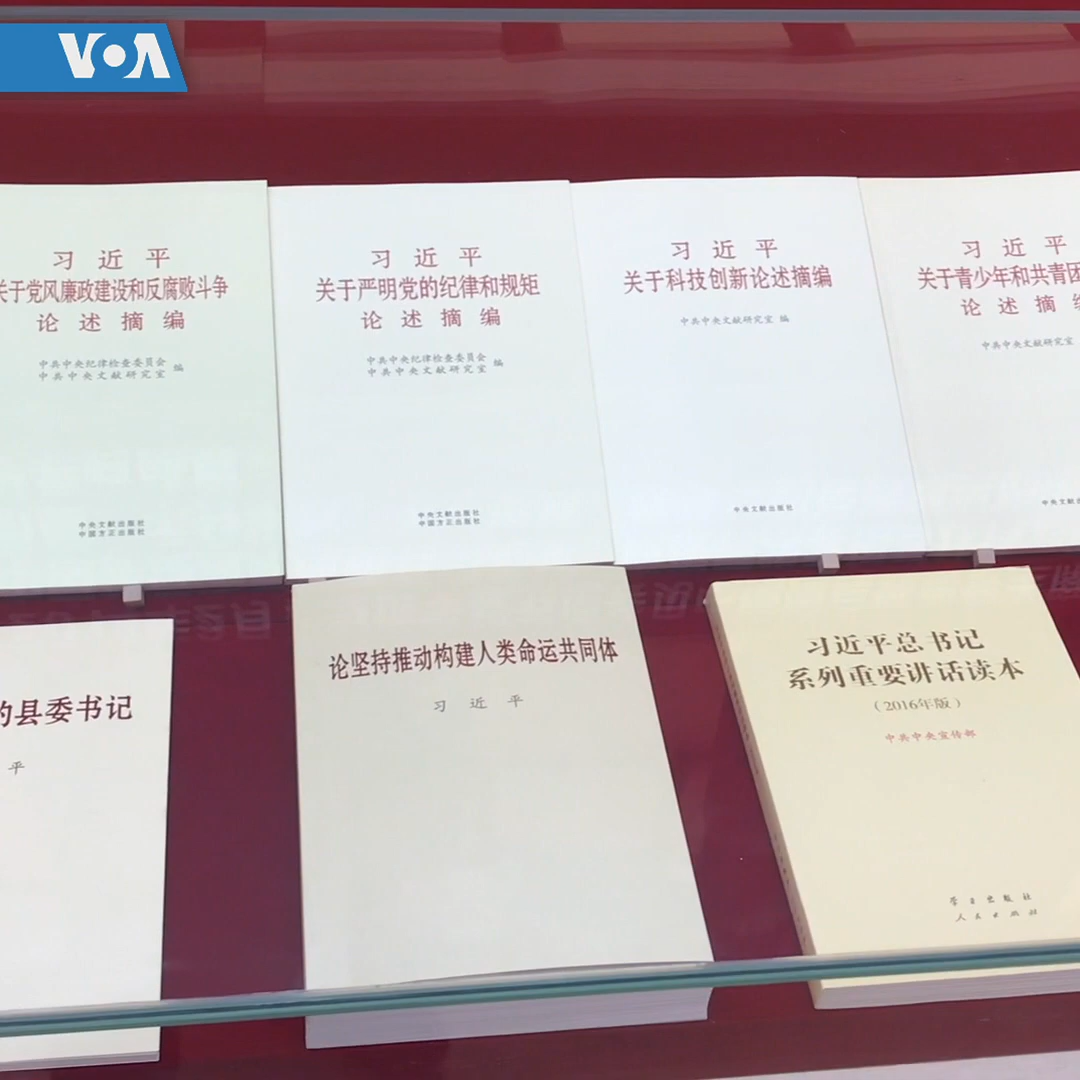 VOA
习近平
关于党风廉政建设和反腐败斗争
论述摘编
中共中央纪律检查委员会
中共中央文献研究室 编
中央文献出版社
中国方正出版社
习近平
关于严明党的纪律和规矩
论述摘编
中共中央纪律检查委员会
中共中央文献研究室 编
中央文献出版社
中国方正出版社
习近平
关于科技创新论述摘编
中共中央文献研究室 编
中央文献出版社
习近平
关于青少年和共青团
论述摘编
中共中央文献研究室
中央文献出
的县委书记
平
论坚持推动构建人类命运共同体
习近平
习近平总书记
系列重要讲话读本
（2016年版）
中共中央宣传部
学习出版社
人民出版社